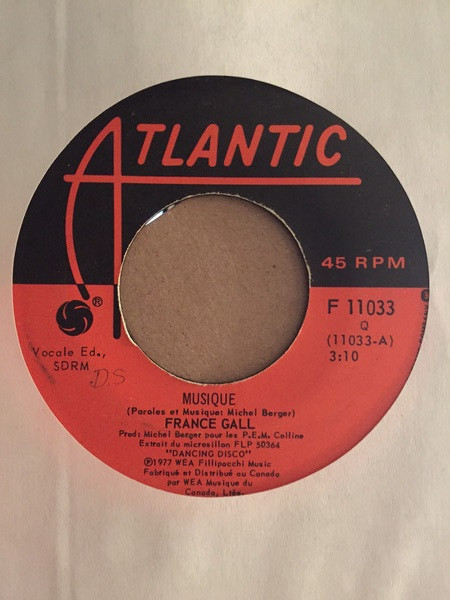 ATLANTIC
®
45 RPM
F 11033
Q
(11033-A)
3:10
Vocale Ed.,
SDRM
D.S
MUSIQUE
(Paroles et Musique: Michel Berger)
FRANCE GALL
Prod: Michel Berger pour les P.E.M. Colline
Extrait du microsillon FLP 50364
"DANCING DISCO"
Ⓟ©1977 WEA Fillipacchi Music
Fabriqué et Distribué au Canada
par WEA Musique du
Canada, Ltée.